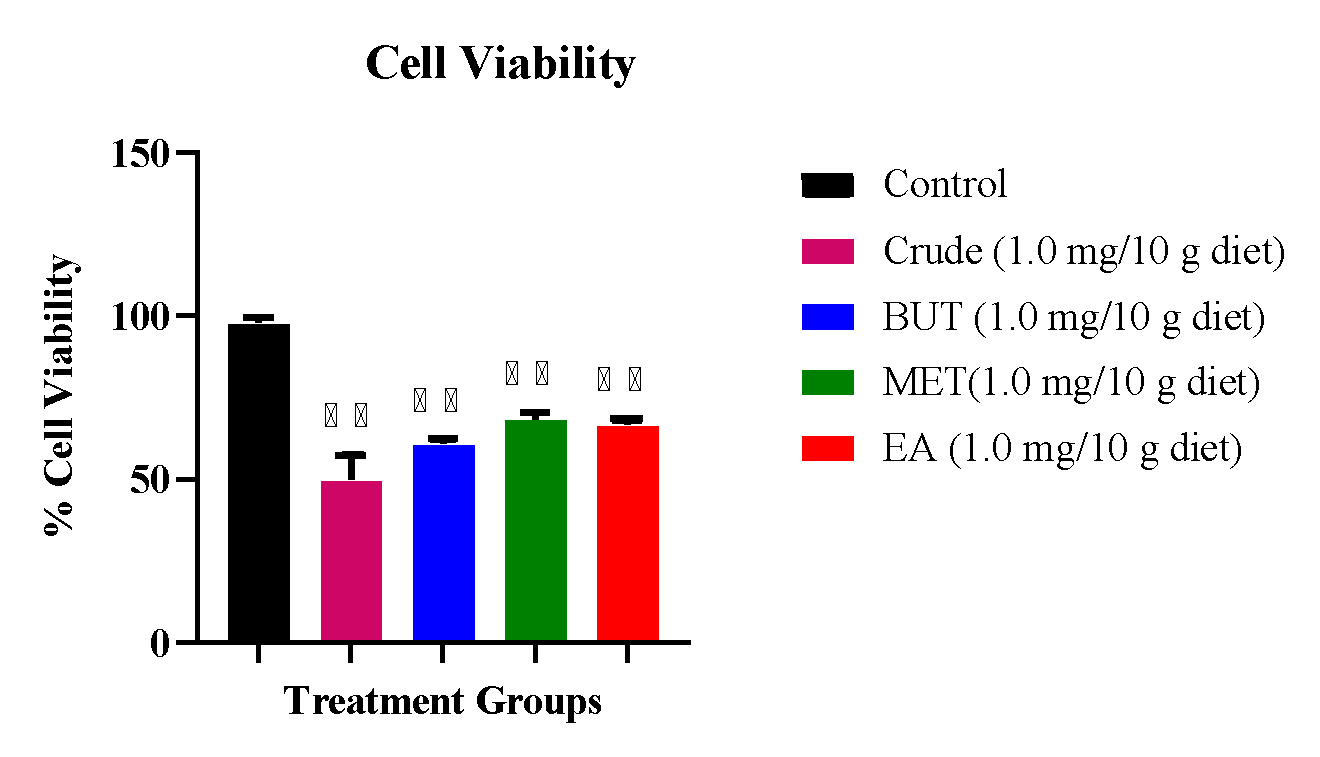 Cell Viability
150
100
50
0
% Cell Viability
Treatment Groups
Control
Crude (1.0 mg/10 g diet)
BUT (1.0 mg/10 g diet)
MET(1.0 mg/10 g diet)
EA (1.0 mg/10 g diet)